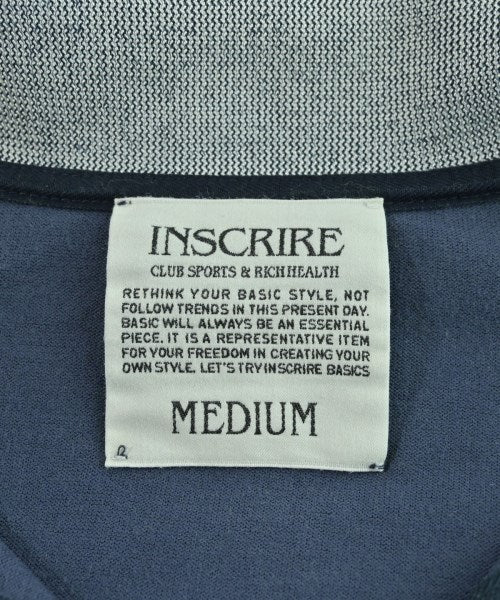 INSCRIRE
CLUB SPORTS & RICH HEALTH
RETHINK YOUR BASIC STYLE, NOT
FOLLOW TRENDS IN THIS PRESENT DAY.
BASIC WILL ALWAYS BE AN ESSENTIAL
PIECE. IT IS A REPRESENTATIVE ITEM
FOR YOUR FREEDOM IN CREATING YOUR
OWN STYLE. LET'S TRY INSCRIRE BASICS
MEDIUM